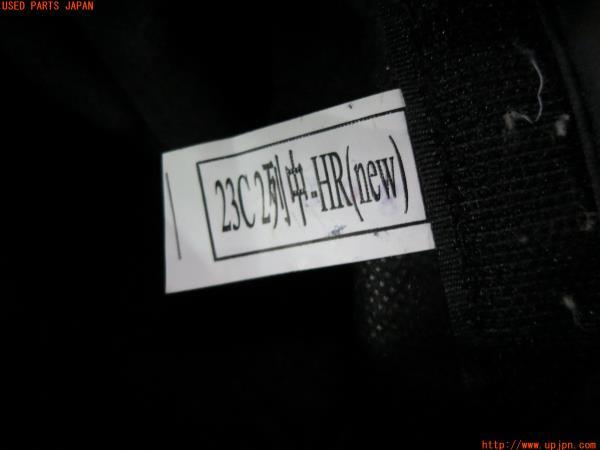 USED PARTS JAPAN
23C 2列中-HR(new)
http://www.upjpn.com